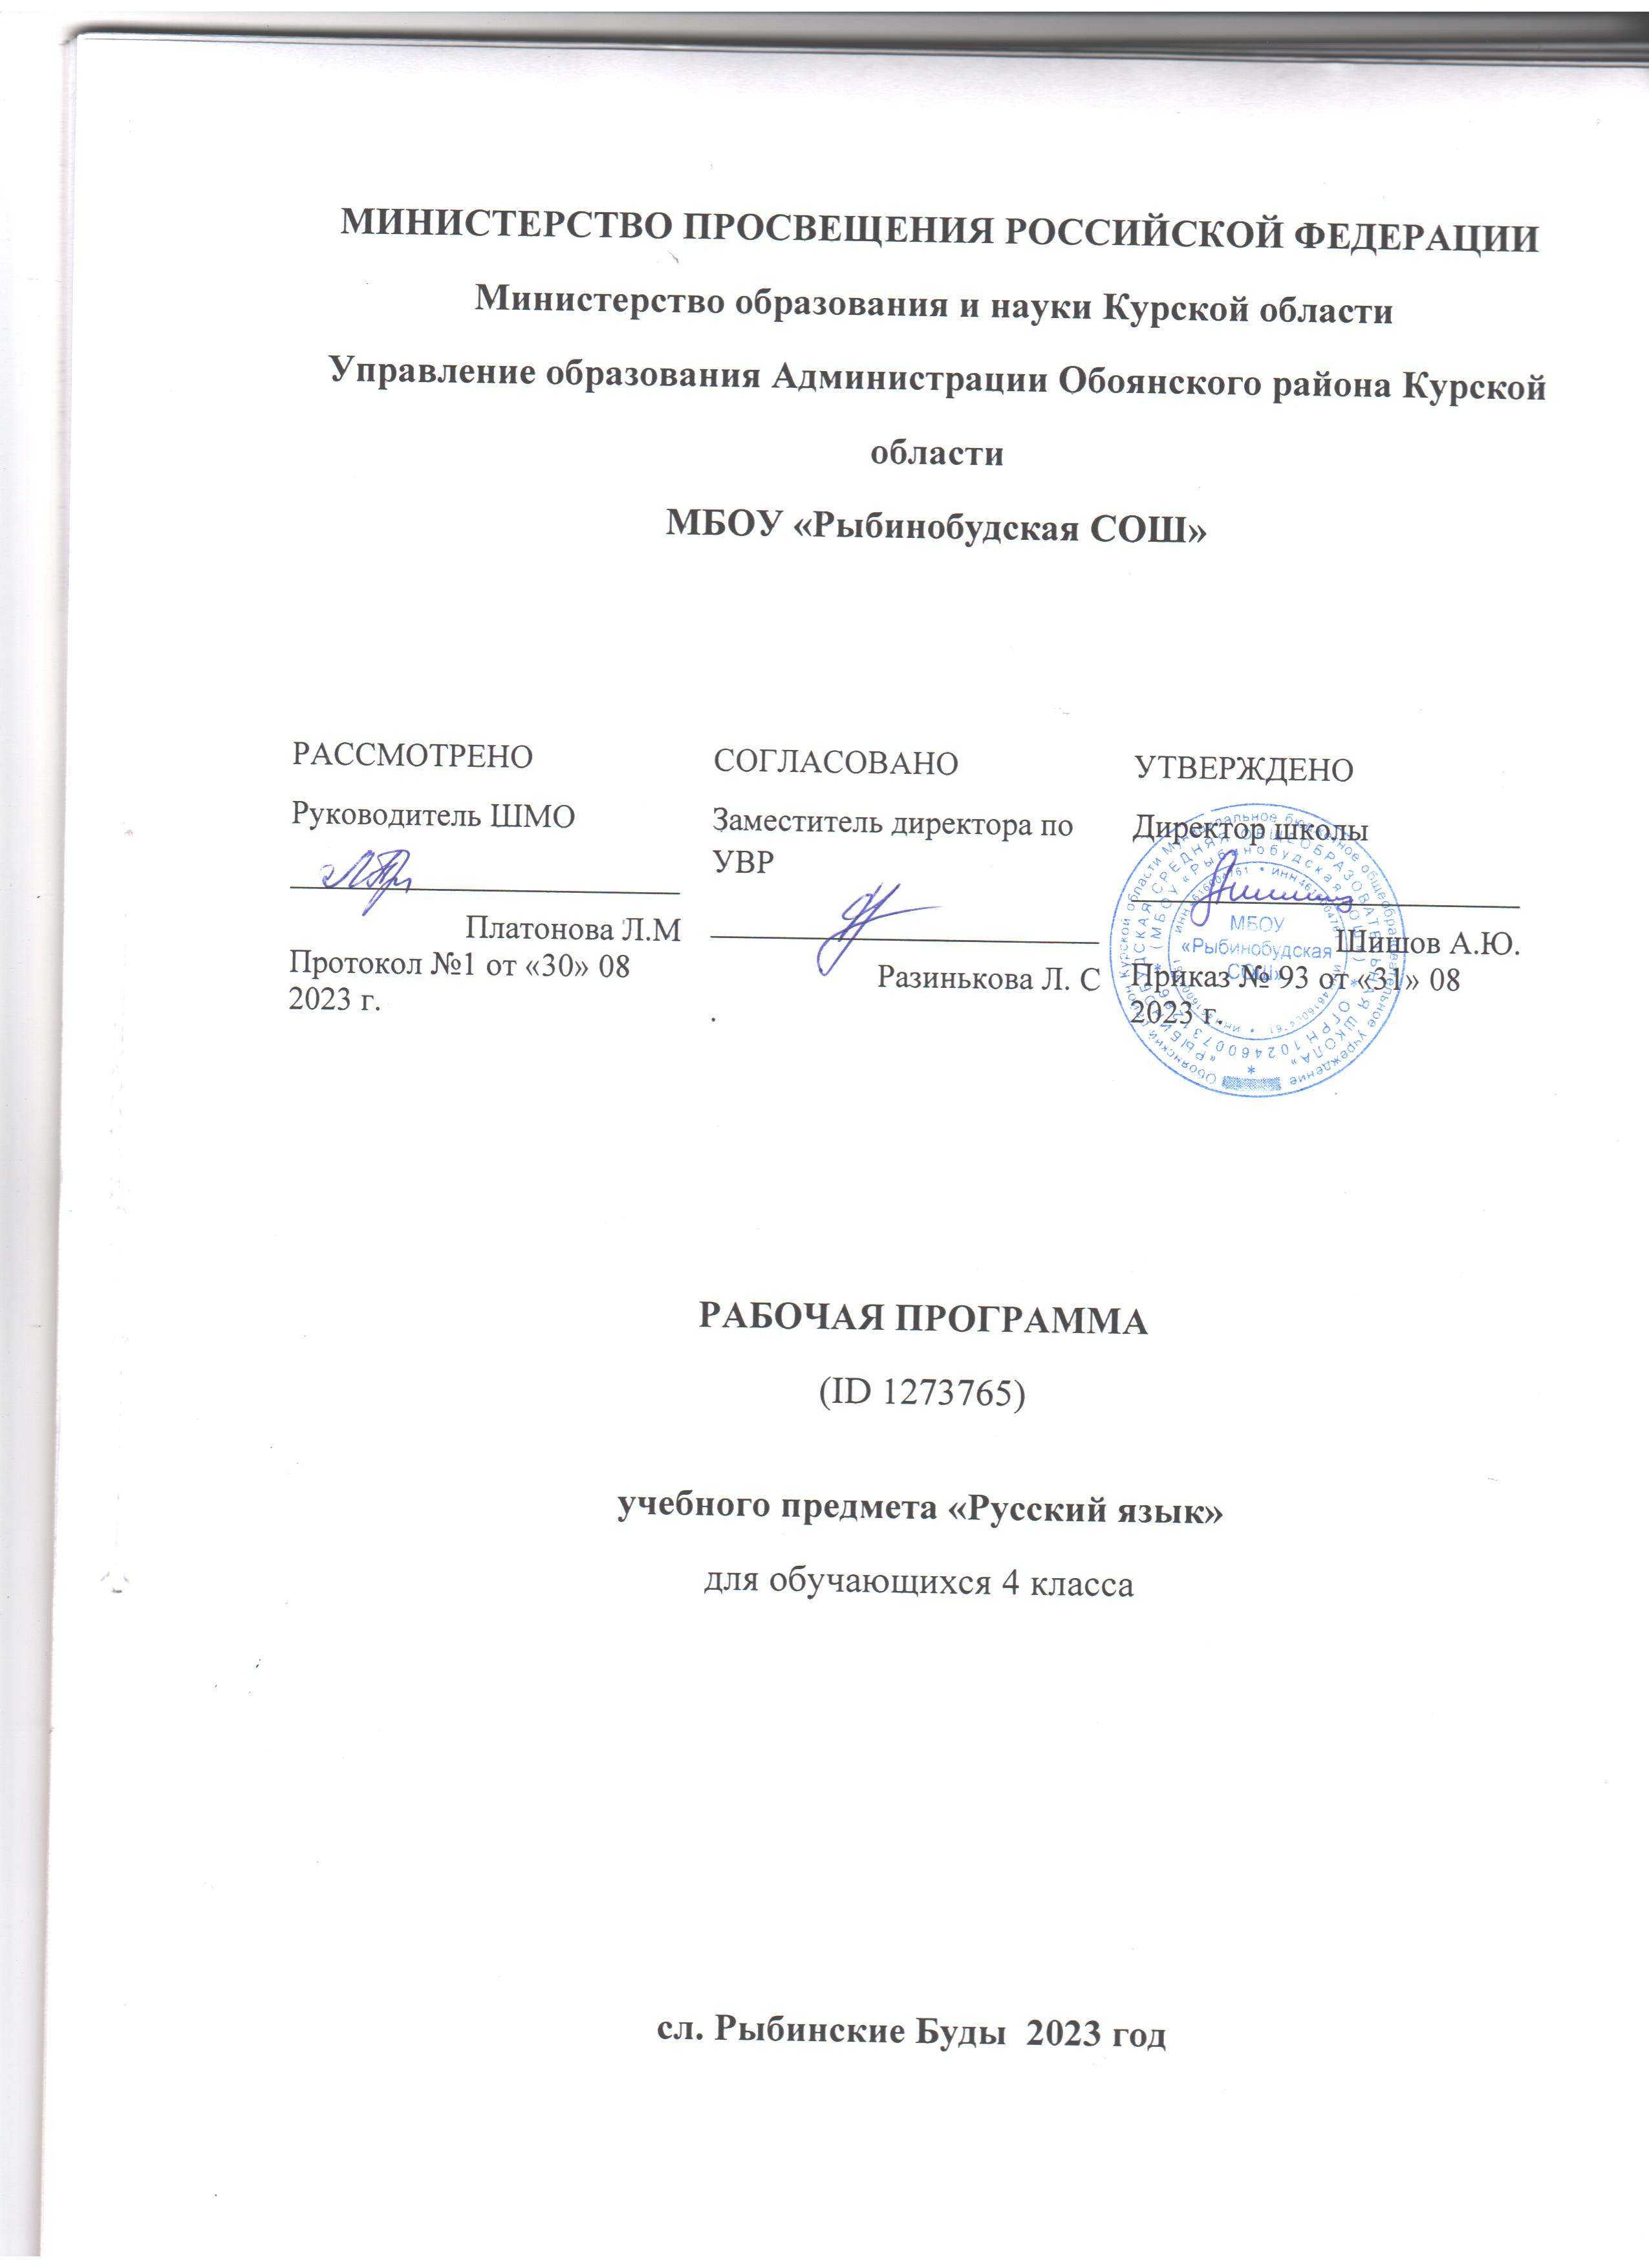 МИНИСТЕРСТВО ПРОСВЕЩЕНИЯ РОССИЙСКОЙ ФЕДЕРАЦИИ
Министерство образования и науки Курской области
Управление образования Администрации Обоянского района Курской
области
МБОУ «Рыбинобудская СОШ»
РАССМОТРЕНО
Руководитель ШМО
Платонова Л.М
Протокол №1 от «30» 08
2023 г.
СОГЛАСОВАНО
Заместитель директора по
УВР
Разинькова Л. С
.
УТВЕРЖДЕНО
Директор школы
Шишов А.Ю.
Приказ № 93 от «31» 08
2023 г.
МБОУ
«Рыбинобудская
СОШ»
РАБОЧАЯ ПРОГРАММА
(ID 1273765)
учебного предмета «Русский язык»
для обучающихся 4 класса
сл. Рыбинские Буды  2023 год